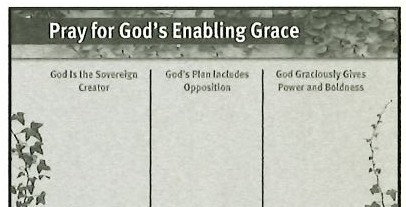 Pray for God's Enabling Grace
God Is the Sovereign
Creator
God's Plan Includes
Opposition
God Graciously Gives
Power and Boldness